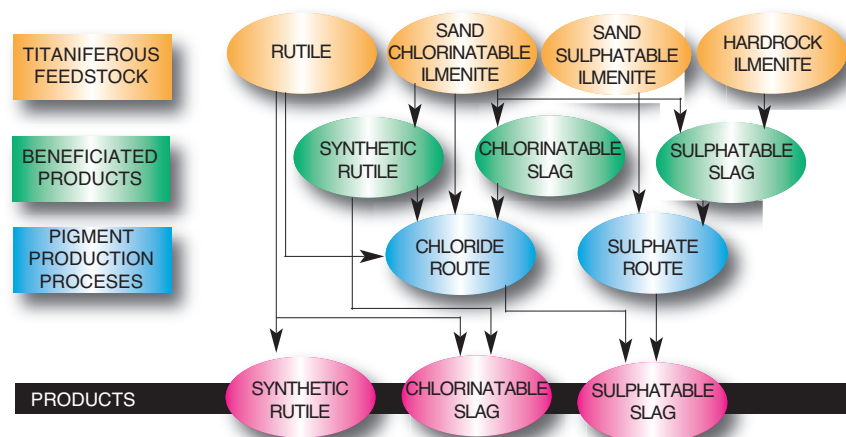 TITANIFEROUS
FEEDSTOCK
RUTILE
SAND
CHLORINATABLE
ILMENITE
SAND
SULPHATABLE
ILMENITE
HARDROCK
ILMENITE
BENEFICIATED
PRODUCTS
SYNTHETIC
RUTILE
CHLORINATABLE
SLAG
SULPHATABLE
SLAG
PIGMENT
PRODUCTION
PROCESES
CHLORIDE
ROUTE
SULPHATE
ROUTE
PRODUCTS
SYNTHETIC
RUTILE
CHLORINATABLE
SLAG
SULPHATABLE
SLAG